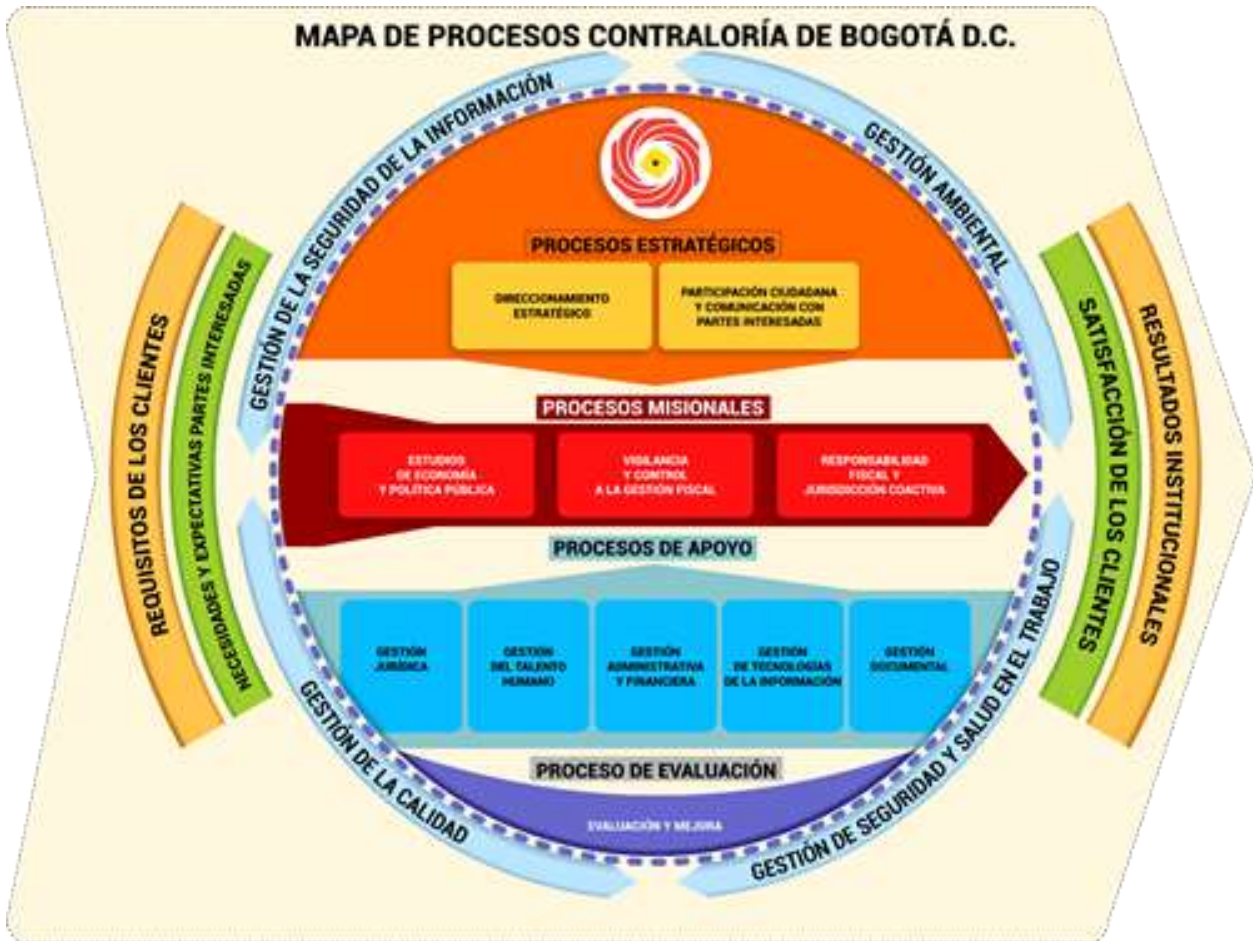 MAPA DE PROCESOS CONTRALORÍA DE BOGOTÁ D.C.
GESTIÓN DE LA SEGURIDAD DE LA INFORMACIÓN
GESTIÓN AMBIENTAL
REQUISITOS DE LOS CLIENTES
NECESIDADES Y EXPECTATIVAS PARTES INTERESADAS
PROCESOS ESTRATÉGICOS
DIRECCIONAMIENTO
ESTRATÉGICO
PARTICIPACIÓN CIUDADANA
Y COMUNICACIÓN CON
PARTES INTERESADAS
PROCESOS MISIONALES
ESTUDIOS
DE ECONOMÍA
Y POLÍTICA PÚBLICA
VIGILANCIA
Y CONTROL
A LA GESTIÓN FISCAL
RESPONSABILIDAD
FISCAL Y
JURISDICCIÓN COACTIVA
PROCESOS DE APOYO
GESTIÓN
JURÍDICA
GESTIÓN
DEL TALENTO
HUMANO
GESTIÓN
ADMINISTRATIVA
Y FINANCIERA
GESTIÓN
DE TECNOLOGÍAS
DE LA INFORMACIÓN
GESTIÓN
DOCUMENTAL
PROCESO DE EVALUACIÓN
EVALUACIÓN Y MEJORA
GESTIÓN DE LA CALIDAD
GESTIÓN DE SEGURIDAD Y SALUD EN EL TRABAJO
SATISFACCIÓN DE LOS CLIENTES
RESULTADOS INSTITUCIONALES